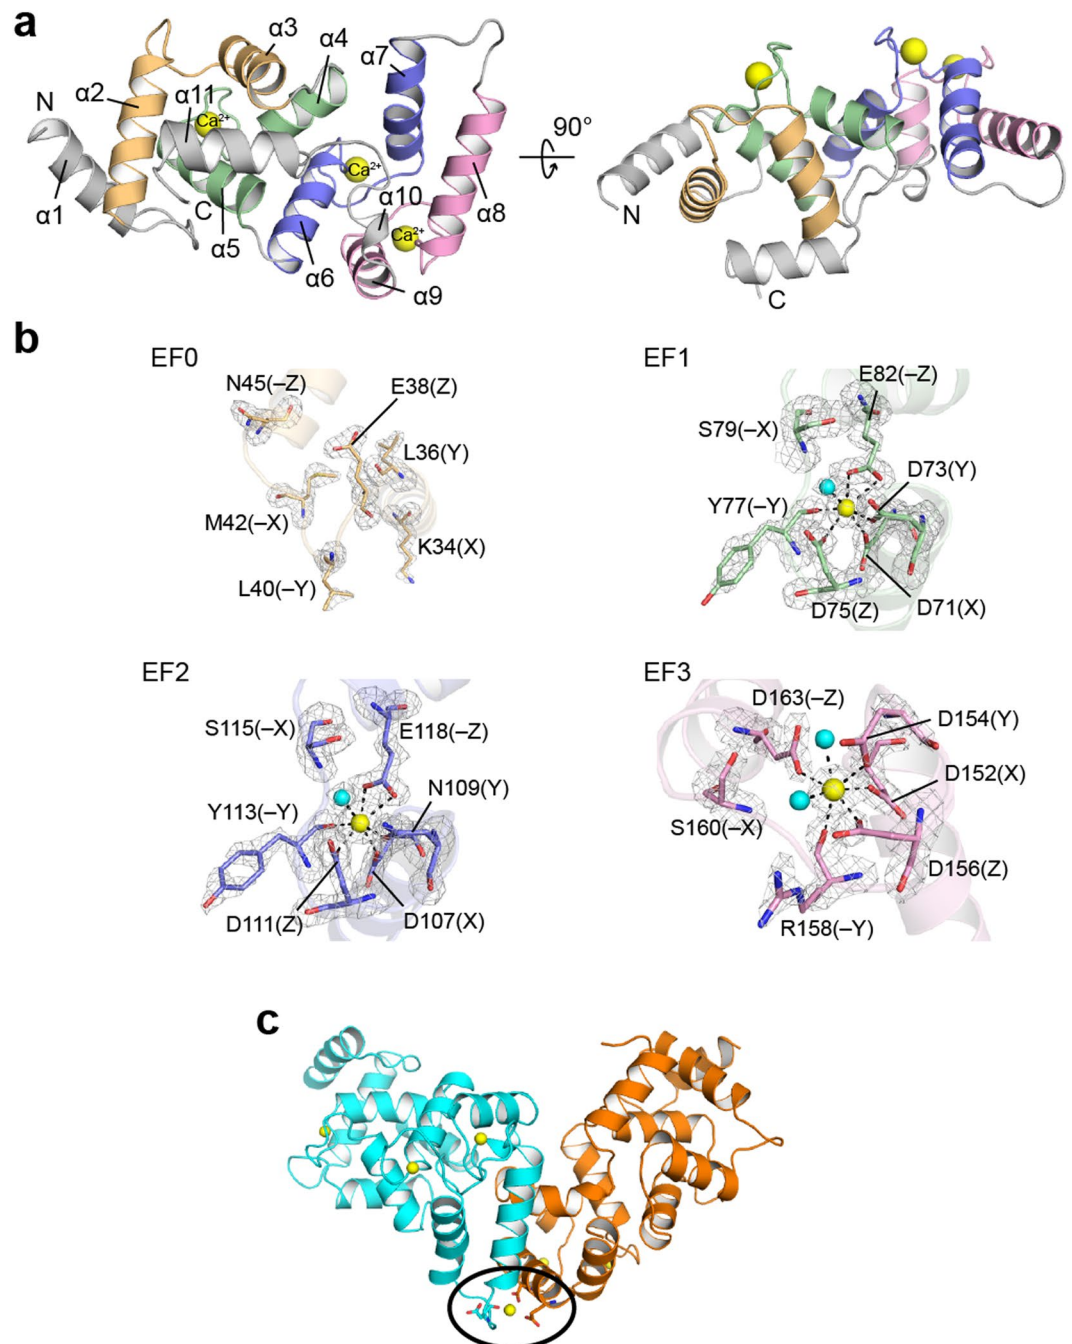 a
α3
α4
α7
α2
α11
N
Ca²⁺
90°
Ca²⁺
α10
α1
C
α8
Ca²⁺
N
α5
α6
α9
C
b
EF0
EF1
N45(–Z)
E38(Z)
E82(–Z)
S79(–X)
L36(Y)
D73(Y)
Y77(–Y)
M42(–X)
K34(X)
L40(–Y)
D75(Z)
D71(X)
EF2
EF3
D163(–Z)
S115(–X)
E118(–Z)
D154(Y)
N109(Y)
D152(X)
Y113(–Y)
S160(–X)
D156(Z)
D111(Z)
D107(X)
R158(–Y)
c